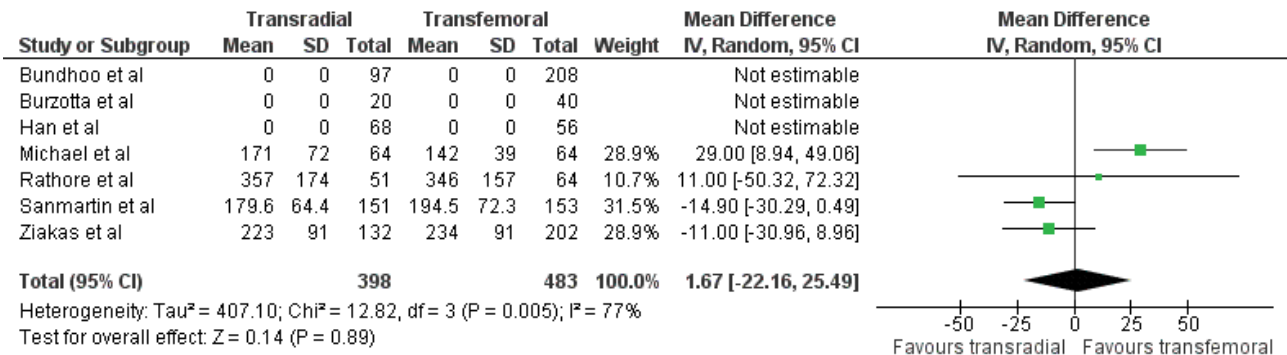 Transradial Transfemoral Mean Difference Mean Difference
Study or Subgroup Mean SD Total Mean SD Total Weight IV, Random, 95% CI IV, Random, 95% CI
Bundhoo et al 0 0 97 0 0 208 Not estimable
Burzotta et al 0 0 20 0 0 40 Not estimable
Han et al 0 0 68 0 0 56 Not estimable
Michael et al 171 72 64 142 39 64 28.9% 29.00 [8.94, 49.06]
Rathore et al 357 174 51 346 157 64 10.7% 11.00 [-50.32, 72.32]
Sanmartin et al 179.6 64.4 151 194.5 72.3 153 31.5% -14.90 [-30.29, 0.49]
Ziakas et al 223 91 132 234 91 202 28.9% -11.00 [-30.96, 8.96]
Total (95% CI) 398 483 100.0% 1.67 [-22.16, 25.49]
Heterogeneity: Tau² = 407.10; Chi² = 12.82, df = 3 (P = 0.005); I² = 77%
Test for overall effect: Z = 0.14 (P = 0.89)
-50 -25 0 25 50
Favours transradial Favours transfemoral